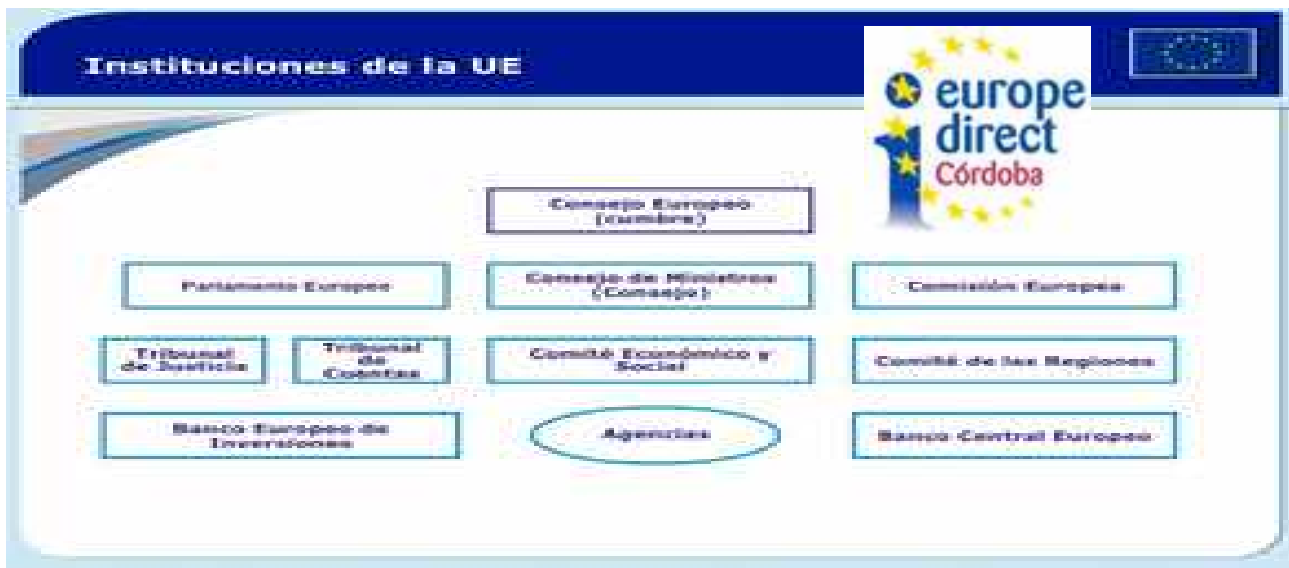 Instituciones de la UE
europe
direct
Córdoba
Consejo Europeo
(cumbre)
Parlamento Europeo
Consejo de Ministros
(Consejo)
Comisión Europea
Tribunal
de Justicia
Tribunal
de
Cuentas
Comité Económico y
Social
Comité de las Regiones
Banco Europeo de
Inversiones
Agencias
Banco Central Europeo